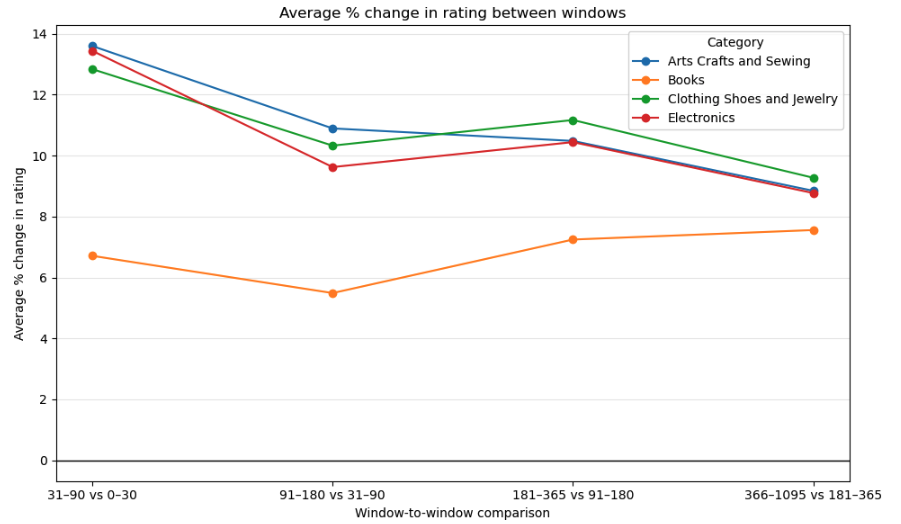 Average % change in rating between windows
Category
Arts Crafts and Sewing
Books
Clothing Shoes and Jewelry
Electronics
Average % change in rating
14
12
10
8
6
4
2
0
31–90 vs 0–30 91–180 vs 31–90 181–365 vs 91–180 366–1095 vs 181–365
Window-to-window comparison